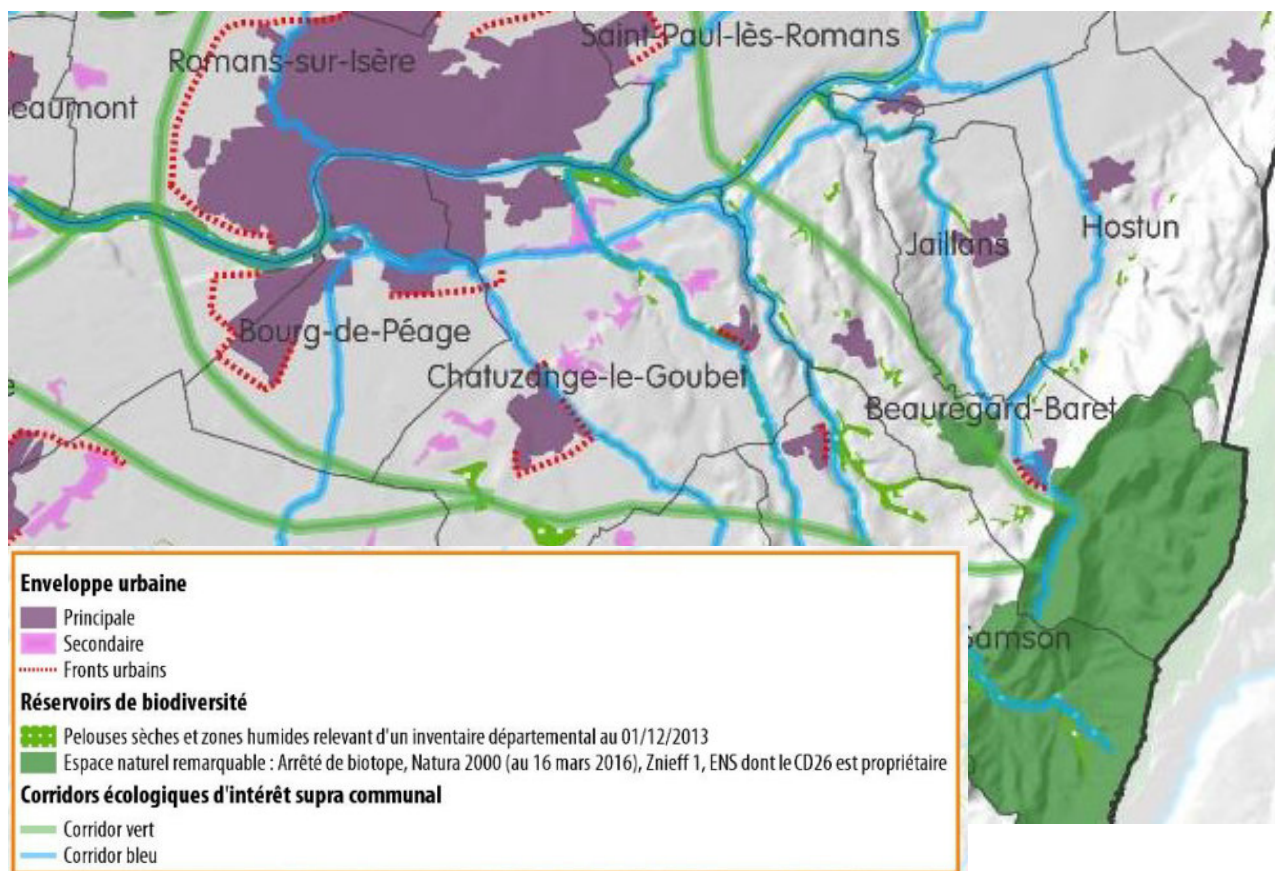 Saint-Paul-lès-Romans
Romans-sur-Isère
eaumont
Jaillans
Hostun
Bourg-de-Péage
Chatuzange-le-Goubet
Beauregard-Baret
Samson
Enveloppe urbaine
Principale
Secondaire
Fronts urbains
Réservoirs de biodiversité
Pelouses sèches et zones humides relevant d'un inventaire départemental au 01/12/2013
Espace naturel remarquable : Arrêté de biotope, Natura 2000 (au 16 mars 2016), Znieff 1, ENS dont le CD26 est propriétaire
Corridors écologiques d'intérêt supra communal
Corridor vert
Corridor bleu